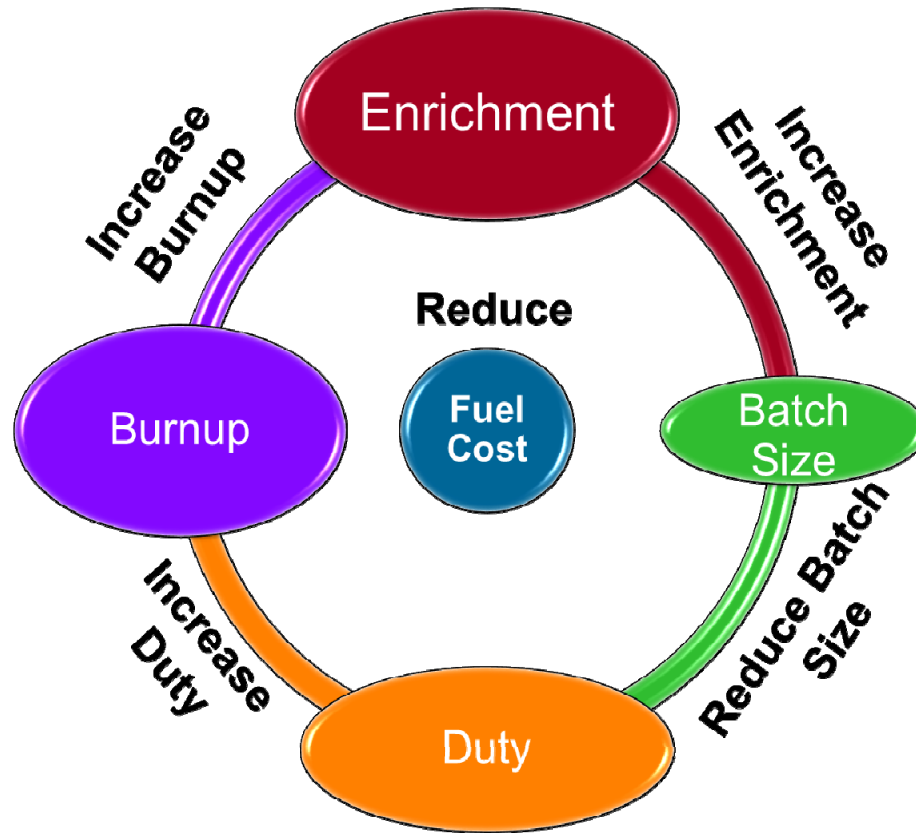 Enrichment
Increase
Enrichment
Increase
Burnup
Reduce
Fuel
Cost
Burnup
Batch
Size
Reduce Batch
Size
Increase
Duty
Duty